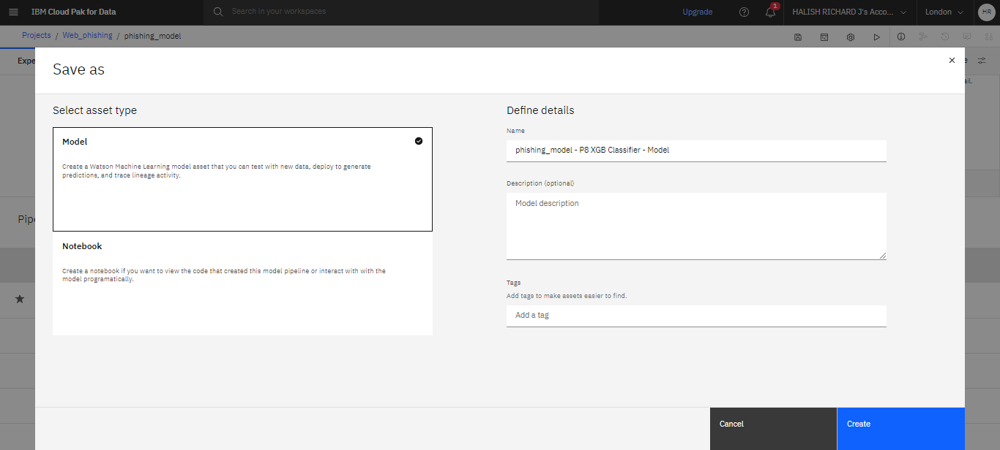 IBM Cloud Pak for Data
Search in your workspaces
Upgrade
1
HALISH RICHARD J's Acco...
London
HR
Projects / Web_phishing / phishing_model
Expe
Save as
ail.
Select asset type
Define details
Model
Create a Watson Machine Learning model asset that you can test with new data, deploy to generate
predictions, and trace lineage activity.
Name
phishing_model - P8 XGB Classifier - Model
Description (optional)
Model description
Pipe
Notebook
Create a notebook if you want to view the code that created this model pipeline or interact with with the
model programatically.
Tags
Add tags to make assets easier to find.
Add a tag
Cancel
Create